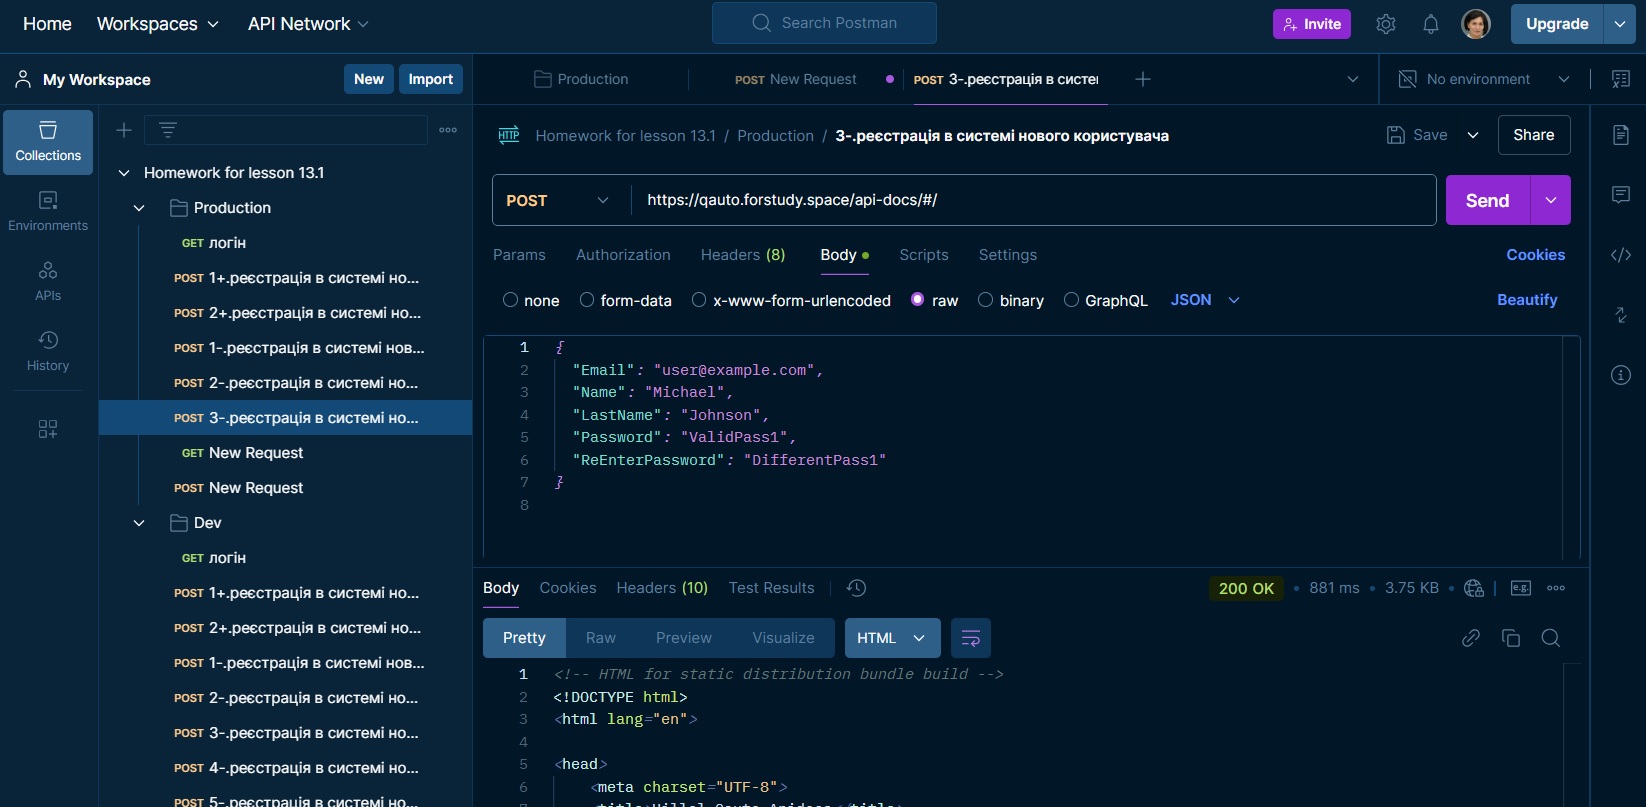 Home Workspaces API Network Search Postman Invite Upgrade
My Workspace New Import
Production POST New Request POST 3-.реєстрація в систе No environment
Collections
Environments
APIs
History
Homework for lesson 13.1
Production
GET логін
POST 1+.реєстрація в системі но...
POST 2+.реєстрація в системі но...
POST 1-.реєстрація в системі нов...
POST 2-.реєстрація в системі но...
POST 3-.реєстрація в системі но...
GET New Request
POST New Request
Dev
GET логін
POST 1+.реєстрація в системі но...
POST 2+.реєстрація в системі но...
POST 1-.реєстрація в системі нов...
POST 2-.реєстрація в системі но...
POST 3-.реєстрація в системі но...
POST 4-.реєстрація в системі но...
POST 5-.реєстрація в системі но...
HTTP Homework for lesson 13.1 / Production / 3-.реєстрація в системі нового користувача Save Share
POST https://qauto.forstudy.space/api-docs/#/ Send
Params Authorization Headers (8) Body Scripts Settings Cookies
none form-data x-www-form-urlencoded raw binary GraphQL JSON Beautify
1 {
2 "Email": "user@example.com",
3 "Name": "Michael",
4 "LastName": "Johnson",
5 "Password": "ValidPass1",
6 "ReEnterPassword": "DifferentPass1"
7 }
8
Body Cookies Headers (10) Test Results 200 OK • 881 ms • 3.75 KB • e.g.
Pretty Raw Preview Visualize HTML
1 <!-- HTML for static distribution bundle build -->
2 <!DOCTYPE html>
3 <html lang="en">
4
5 <head>
6 <meta charset="UTF-8">